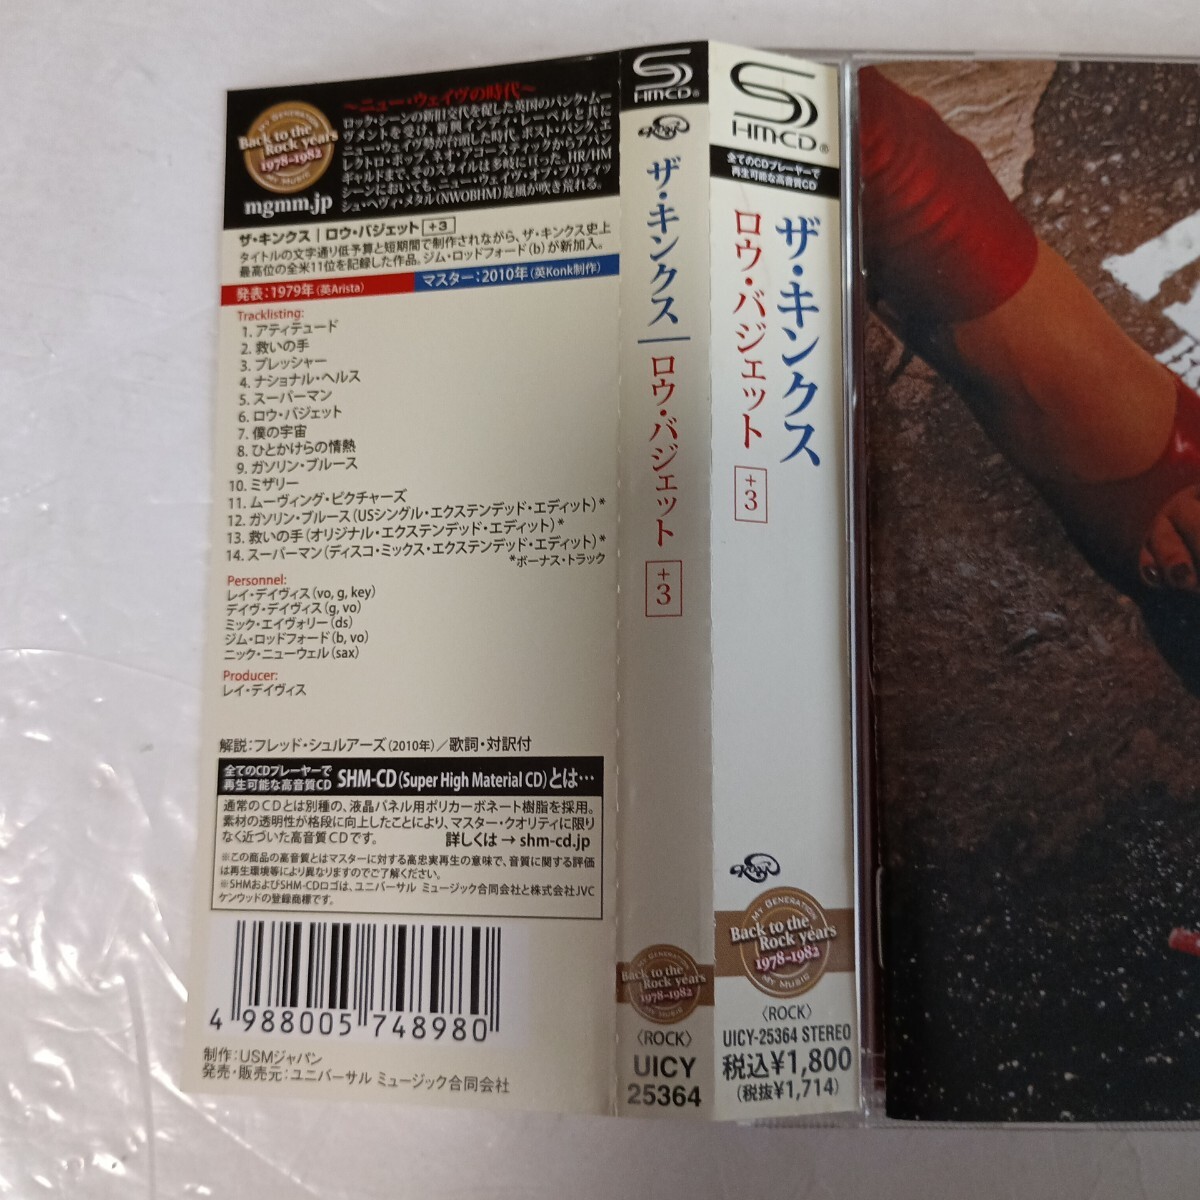 MY GENERATION
Back to the
Rock years
1978-1982
MY MUSIC
mgmm.jp
～ニュー・ウェイヴの時代～
ロック・シーンの新旧交代を促した英国のパンク・ムー
ヴメントを受け、新興インディ・レーベルと共に
ニュー・ウェイヴ勢が台頭した時代。ポスト・パンク、エ
レクトロ・ポップ、ネオ・アコースティックからアバン
ギャルドまで、そのスタイルは多岐に亘った。HR/HM
シーンにおいても、ニュー・ウェイヴ・オブ・ブリティッ
シュ・ヘヴィ・メタル(NWOBHM)旋風が吹き荒れる。
ザ・キンクス | ロウ・バジェット +3
タイトルの文字通り低予算と短期間で制作されながら、ザ・キンクス史上
最高位の全米11位を記録した作品。ジム・ロッドフォード(b)が新加入。
発表：1979年(英Arista)
マスター：2010年(英Konk制作)
Tracklisting:
1. アティテュード
2. 救いの手
3. プレッシャー
4. ナショナル・ヘルス
5. スーパーマン
6. ロウ・バジェット
7. 僕の宇宙
8. ひとかけらの情熱
9. ガソリン・ブルース
10. ミザリー
11. ムーヴィング・ピクチャーズ
12. ガソリン・ブルース(USシングル・エクステンデッド・エディット)*
13. 救いの手(オリジナル・エクステンデッド・エディット)*
14. スーパーマン(ディスコ・ミックス・エクステンデッド・エディット)*
*ボーナス・トラック
Personnel:
レイ・デイヴィス(vo, g, key)
デイヴ・デイヴィス(g, vo)
ミック・エイヴォリー(ds)
ジム・ロッドフォード(b, vo)
ニック・ニューウェル(sax)
Producer:
レイ・デイヴィス
解説：フレッド・シュルアーズ(2010年)／歌詞・対訳付
全てのCDプレーヤーで
再生可能な高音質CD
SHM-CD(Super High Material CD)とは…
通常のCDとは別種の、液晶パネル用ポリカーボネート樹脂を採用。
素材の透明性が格段に向上したことにより、マスター・クオリティに限り
なく近づいた高音質CDです。
詳しくは→shm-cd.jp
※この商品の高音質とはマスターに対する高忠実再生の意味で、音質に関する評価
は再生環境等により異なりますのでご了解ください。
※SHMおよびSHM-CDロゴは、ユニバーサル ミュージック合同会社と株式会社JVC
ケンウッドの登録商標です。
4 988005 748980
制作：USMジャパン
発売・販売元：ユニバーサル ミュージック合同会社
HM-CD®
ザ・キンクス | ロウ・バジェット
+3
Back to the
Rock years
1978-1982
MY MUSIC
〈ROCK〉
UICY
25364
HM-CD®
全てのCDプレーヤーで
再生可能な高音質CD
ザ・キンクス
ロウ・バジェット
+3
MY GENERATION
Back to the
Rock years
1978-1982
MY MUSIC
〈ROCK〉
UICY-25364 STEREO
税込¥1,800
(税抜¥1,714)